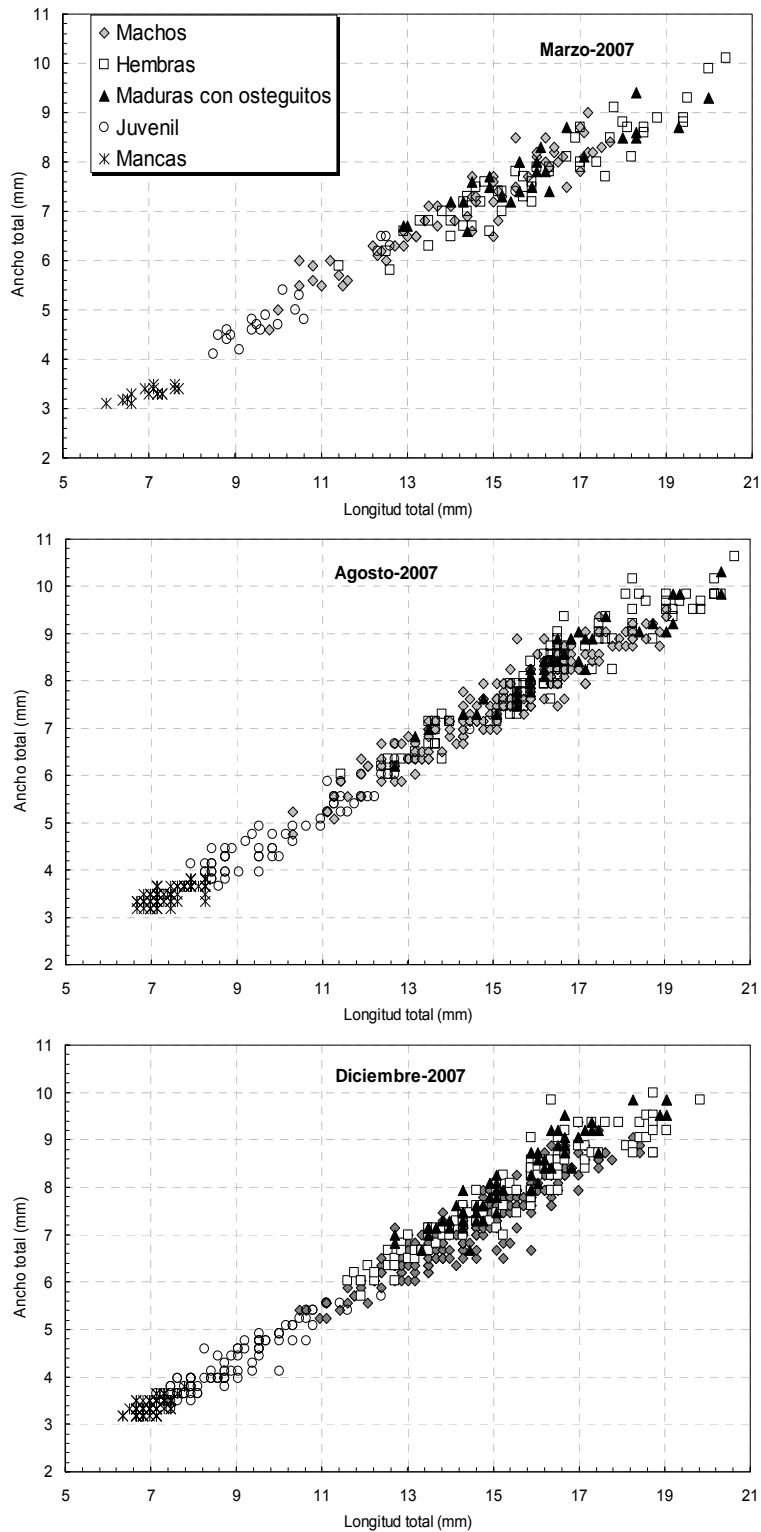 11
10
9
8
7
6
5
4
3
2
Ancho total (mm)
Machos
Hembras
Maduras con osteguitos
Juvenil
Mancas
Marzo-2007
5 7 9 11 13 15 17 19 21
Longitud total (mm)
11
10
9
8
7
6
5
4
3
2
Ancho total (mm)
Agosto-2007
5 7 9 11 13 15 17 19 21
Longitud total (mm)
11
10
9
8
7
6
5
4
3
2
Ancho total (mm)
Diciembre-2007
5 7 9 11 13 15 17 19 21
Longitud total (mm)